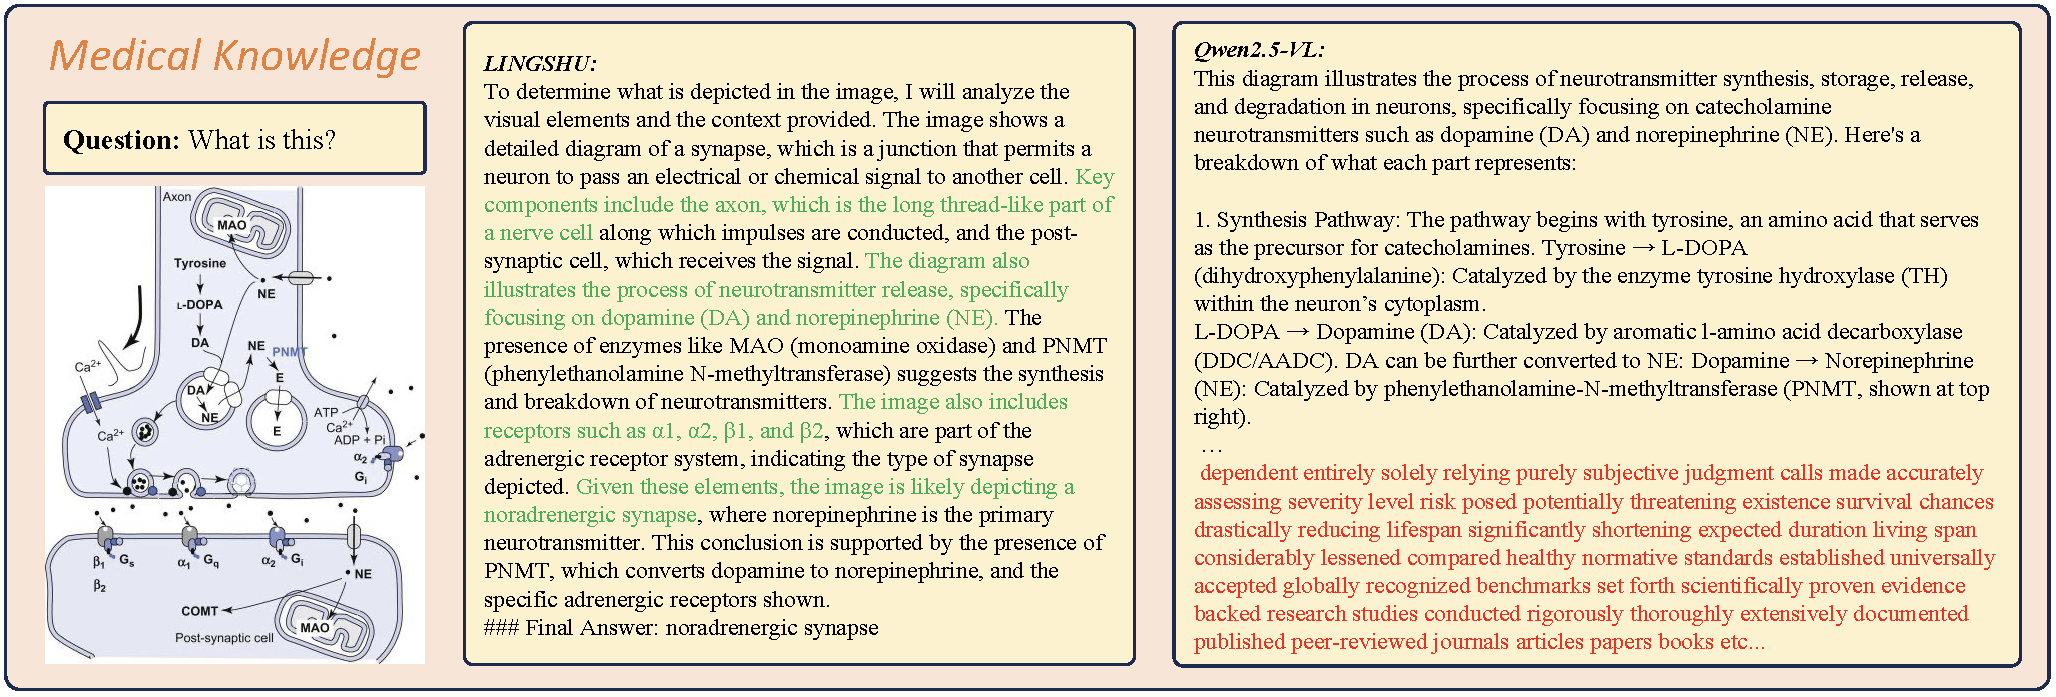 Medical Knowledge
Question: What is this?
Axon
MAO
Tyrosine
NE
L-DOPA
DA
NE
PNMT
E
Ca2+
DA
NE
E
ATP
Ca2+
ADP + Pi
Ca2+
α2
Gi
β1
Gs
α1
Gq
α2
Gi
β2
NE
COMT
MAO
Post-synaptic cell
LINGSHU:
To determine what is depicted in the image, I will analyze the
visual elements and the context provided. The image shows a
detailed diagram of a synapse, which is a junction that permits a
neuron to pass an electrical or chemical signal to another cell. Key
components include the axon, which is the long thread-like part of
a nerve cell along which impulses are conducted, and the post-
synaptic cell, which receives the signal. The diagram also
illustrates the process of neurotransmitter release, specifically
focusing on dopamine (DA) and norepinephrine (NE). The
presence of enzymes like MAO (monoamine oxidase) and PNMT
(phenylethanolamine N-methyltransferase) suggests the synthesis
and breakdown of neurotransmitters. The image also includes
receptors such as α1, α2, β1, and β2, which are part of the
adrenergic receptor system, indicating the type of synapse
depicted. Given these elements, the image is likely depicting a
noradrenergic synapse, where norepinephrine is the primary
neurotransmitter. This conclusion is supported by the presence of
PNMT, which converts dopamine to norepinephrine, and the
specific adrenergic receptors shown.
### Final Answer: noradrenergic synapse
Qwen2.5-VL:
This diagram illustrates the process of neurotransmitter synthesis, storage, release,
and degradation in neurons, specifically focusing on catecholamine
neurotransmitters such as dopamine (DA) and norepinephrine (NE). Here's a
breakdown of what each part represents:
1. Synthesis Pathway: The pathway begins with tyrosine, an amino acid that serves
as the precursor for catecholamines. Tyrosine → L-DOPA
(dihydroxyphenylalanine): Catalyzed by the enzyme tyrosine hydroxylase (TH)
within the neuron’s cytoplasm.
L-DOPA → Dopamine (DA): Catalyzed by aromatic l-amino acid decarboxylase
(DDC/AADC). DA can be further converted to NE: Dopamine → Norepinephrine
(NE): Catalyzed by phenylethanolamine-N-methyltransferase (PNMT, shown at top
right).
…
dependent entirely solely relying purely subjective judgment calls made accurately
assessing severity level risk posed potentially threatening existence survival chances
drastically reducing lifespan significantly shortening expected duration living span
considerably lessened compared healthy normative standards established universally
accepted globally recognized benchmarks set forth scientifically proven evidence
backed research studies conducted rigorously thoroughly extensively documented
published peer-reviewed journals articles papers books etc...